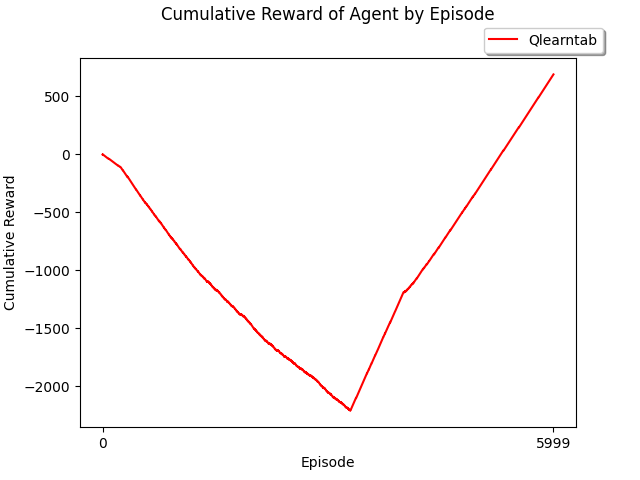 Cumulative Reward of Agent by Episode
Qlearntab
500
0
−500
−1000
−1500
−2000
Cumulative Reward
0
5999
Episode